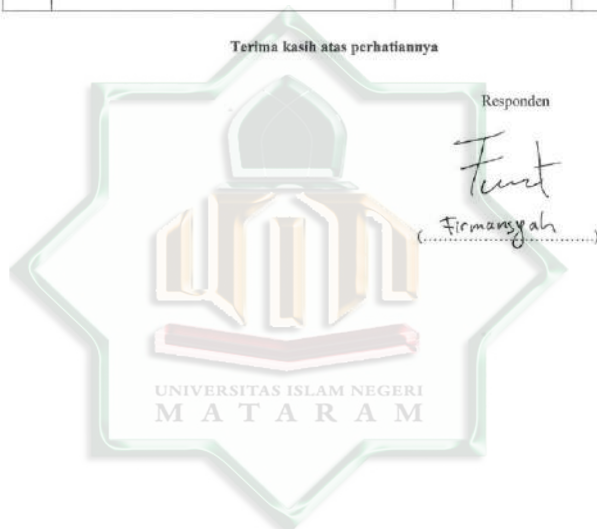 Terima kasih atas perhatiannya
Responden
(Firmansyah)
UNIVERSITAS ISLAM NEGERI
MATARAM